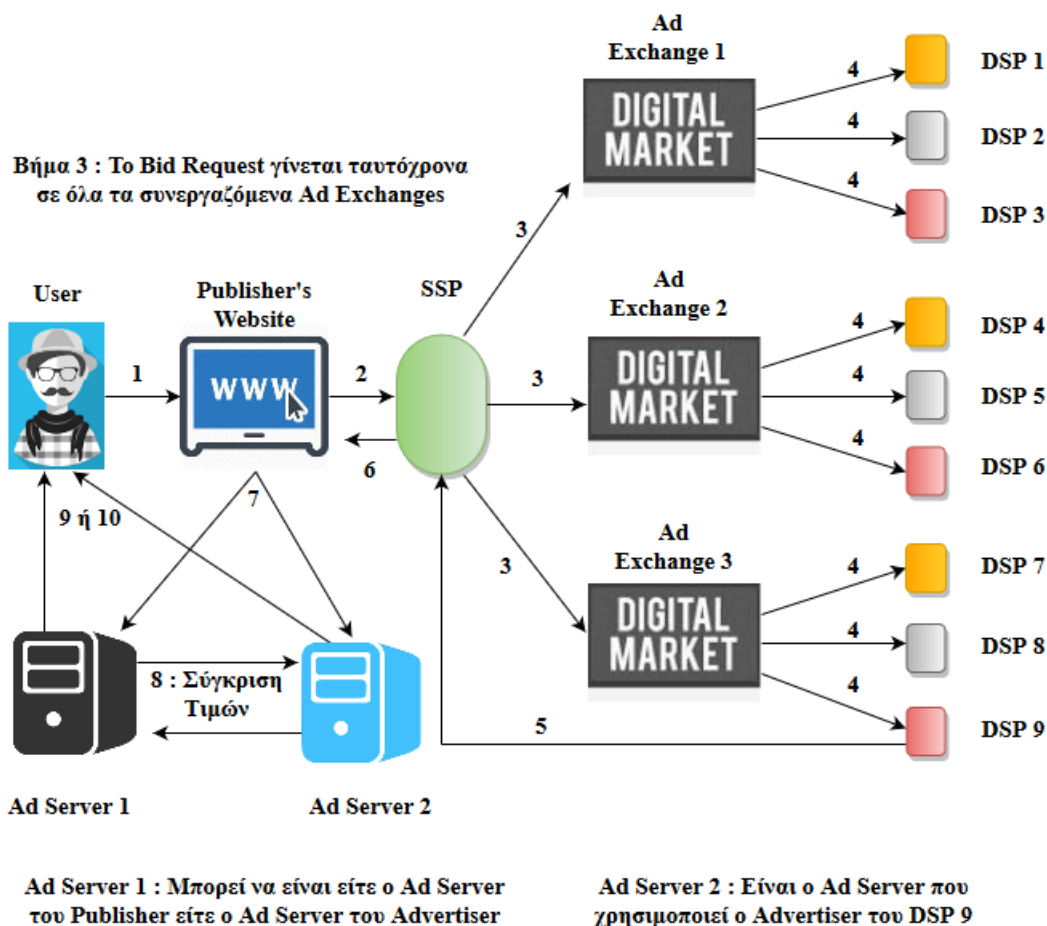 Ad
Exchange 1
DIGITAL
MARKET
4
4
4
DSP 1
DSP 2
DSP 3
Βήμα 3 : Το Bid Request γίνεται ταυτόχρονα
σε όλα τα συνεργαζόμενα Ad Exchanges
3
User
Publisher's
Website
SSP
Ad
Exchange 2
1
WWW
2
6
3
DIGITAL
MARKET
4
4
4
DSP 4
DSP 5
DSP 6
9 ή 10
7
3
Ad
Exchange 3
DIGITAL
MARKET
4
4
4
DSP 7
DSP 8
DSP 9
8 : Σύγκριση
Τιμών
5
Ad Server 1
Ad Server 2
Ad Server 1 : Μπορεί να είναι είτε ο Ad Server
του Publisher είτε ο Ad Server του Advertiser
Ad Server 2 : Είναι ο Ad Server που
χρησιμοποιεί ο Advertiser του DSP 9